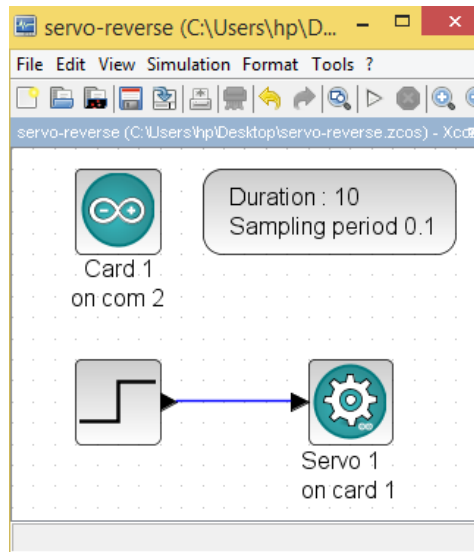 servo-reverse (C:\Users\hp\D...
File Edit View Simulation Format Tools ?
servo-reverse (C:\Users\hp\Desktop\servo-reverse.zcos) - Xcos
Duration : 10
Sampling period 0.1
Card 1
on com 2
Servo 1
on card 1